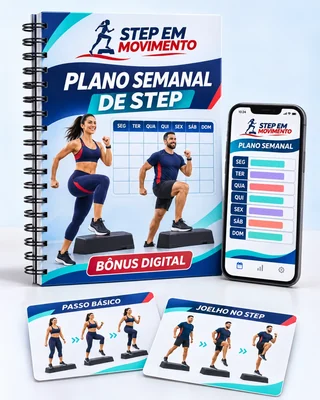 STEP EM
MOVIMENTO
PLANO SEMANAL
DE STEP
SEG TER QUA QUI SEX SÁB DOM
BÔNUS DIGITAL
STEP EM
MOVIMENTO
PLANO SEMANAL
SEG
TER
QUA
QUI
SEX
SÁB
DOM
PASSO BÁSICO
JOELHO NO STEP